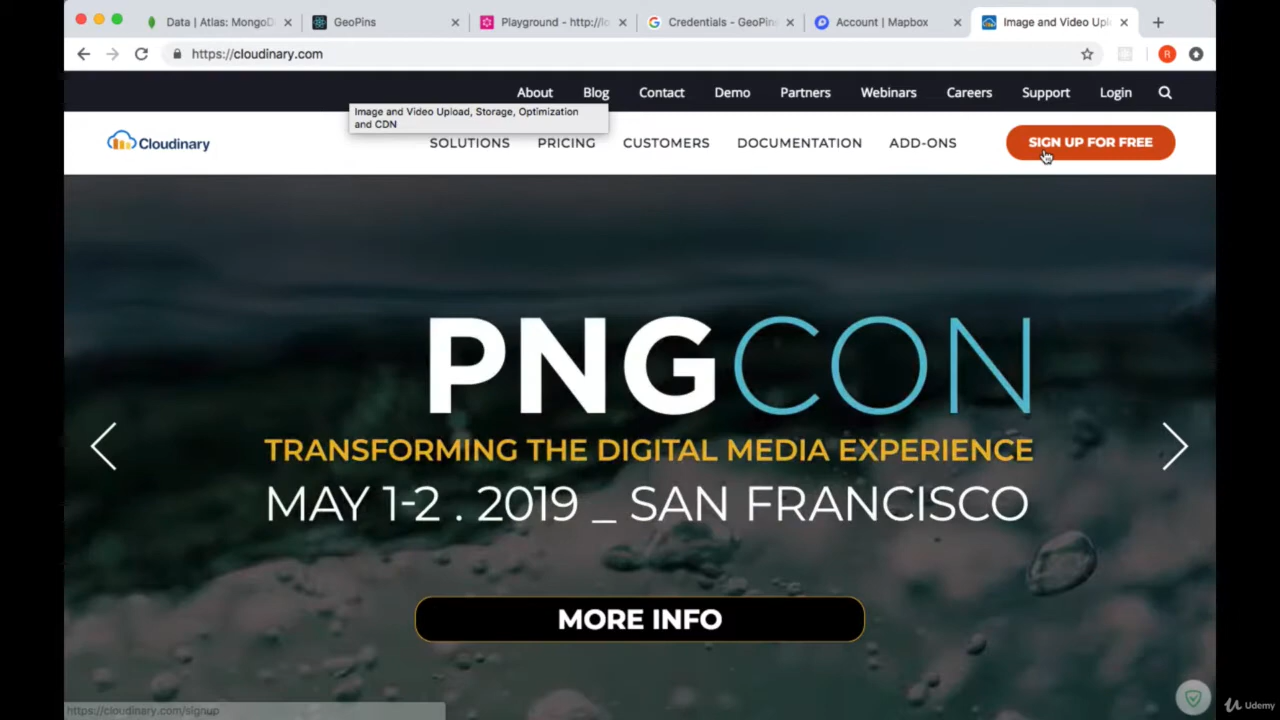 Data | Atlas: MongoD
GeoPins
Playground - http://lo
Credentials - GeoPins
Account | Mapbox
Image and Video Uplo
https://cloudinary.com
R
About
Blog
Contact
Demo
Partners
Webinars
Careers
Support
Login
Image and Video Upload, Storage, Optimization
and CDN
Cloudinary
SOLUTIONS
PRICING
CUSTOMERS
DOCUMENTATION
ADD-ONS
SIGN UP FOR FREE
PNGCON
TRANSFORMING THE DIGITAL MEDIA EXPERIENCE
MAY 1-2 . 2019 _ SAN FRANCISCO
MORE INFO
https://cloudinary.com/signup
Udemy